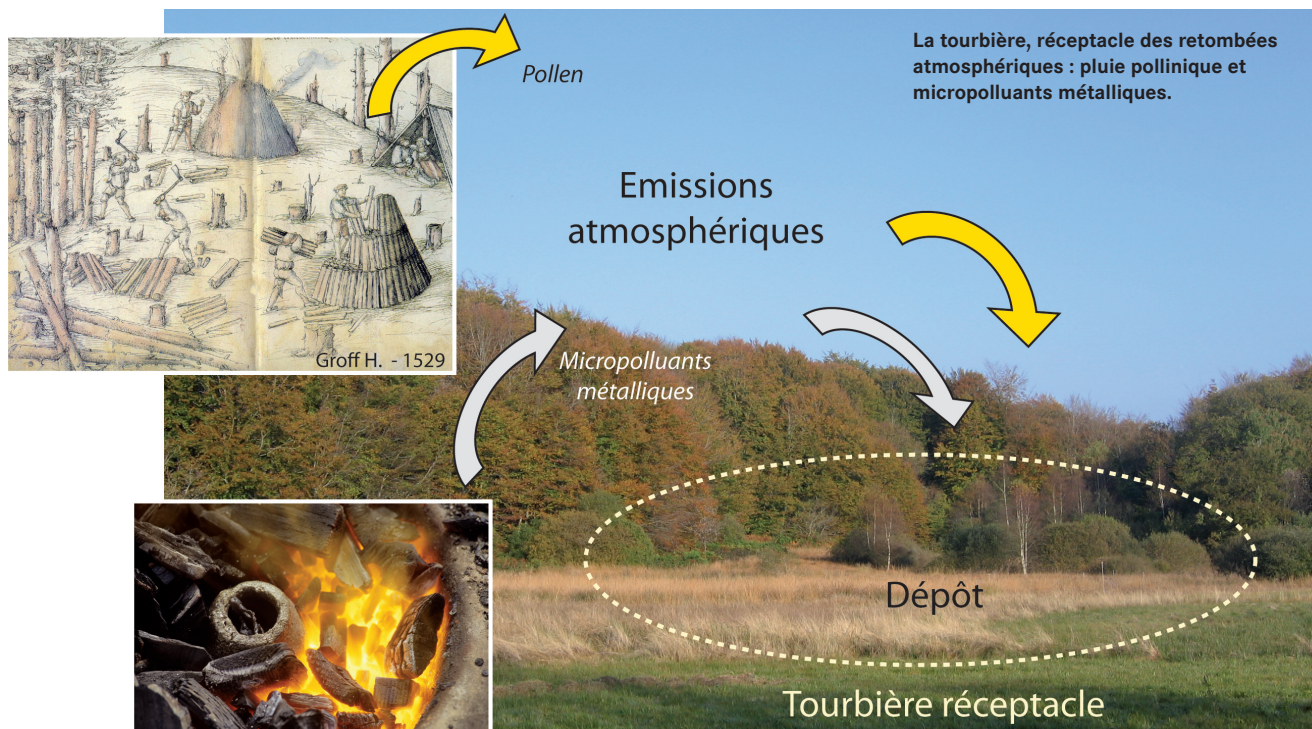 La tourbière, réceptacle des retombées
atmosphériques : pluie pollinique et
micropolluants métalliques.
Pollen
Emissions
atmosphériques
Groff H. - 1529
Micropolluants
métalliques
Dépôt
Tourbière réceptacle